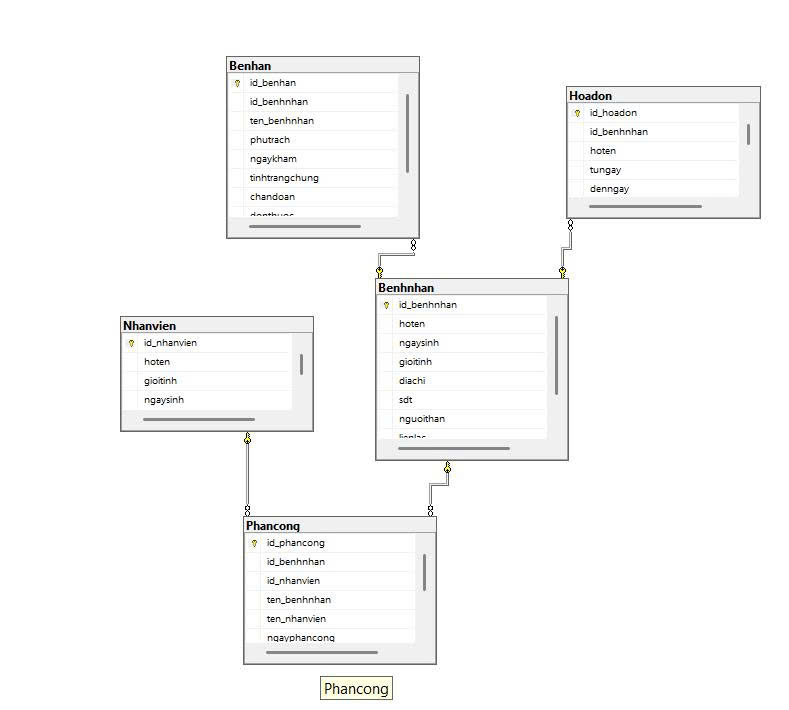 Benhan
id_benhan
id_benhnhan
ten_benhnhan
phutrach
ngaykham
tinhtrangchung
chandoan
donthuoc
Hoadon
id_hoadon
id_benhnhan
hoten
tungay
denngay
Benhnhan
id_benhnhan
hoten
ngaysinh
gioitinh
diachi
sdt
nguoithan
lienlac
Nhanvien
id_nhanvien
hoten
gioitinh
ngaysinh
Phancong
id_phancong
id_benhnhan
id_nhanvien
ten_benhnhan
ten_nhanvien
ngayphancong
Phancong